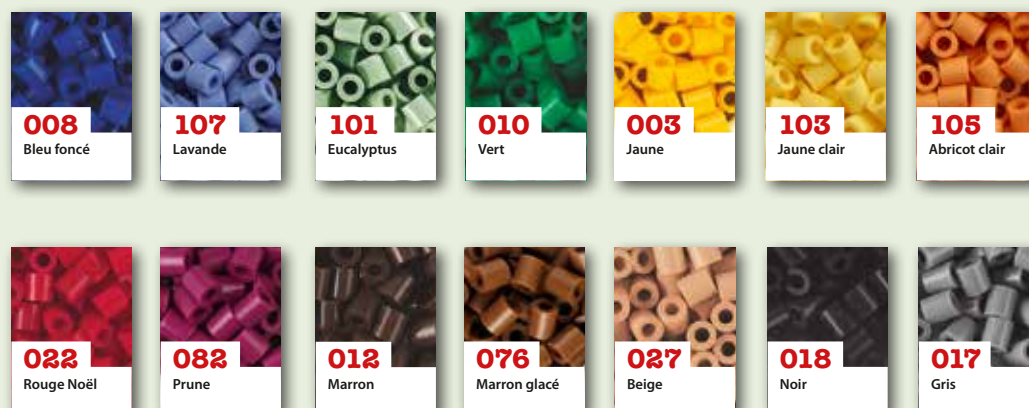 008
Bleu foncé
107
Lavande
101
Eucalyptus
010
Vert
003
Jaune
103
Jaune clair
105
Abricot clair
022
Rouge Noël
082
Prune
012
Marron
076
Marron glacé
027
Beige
018
Noir
017
Gris